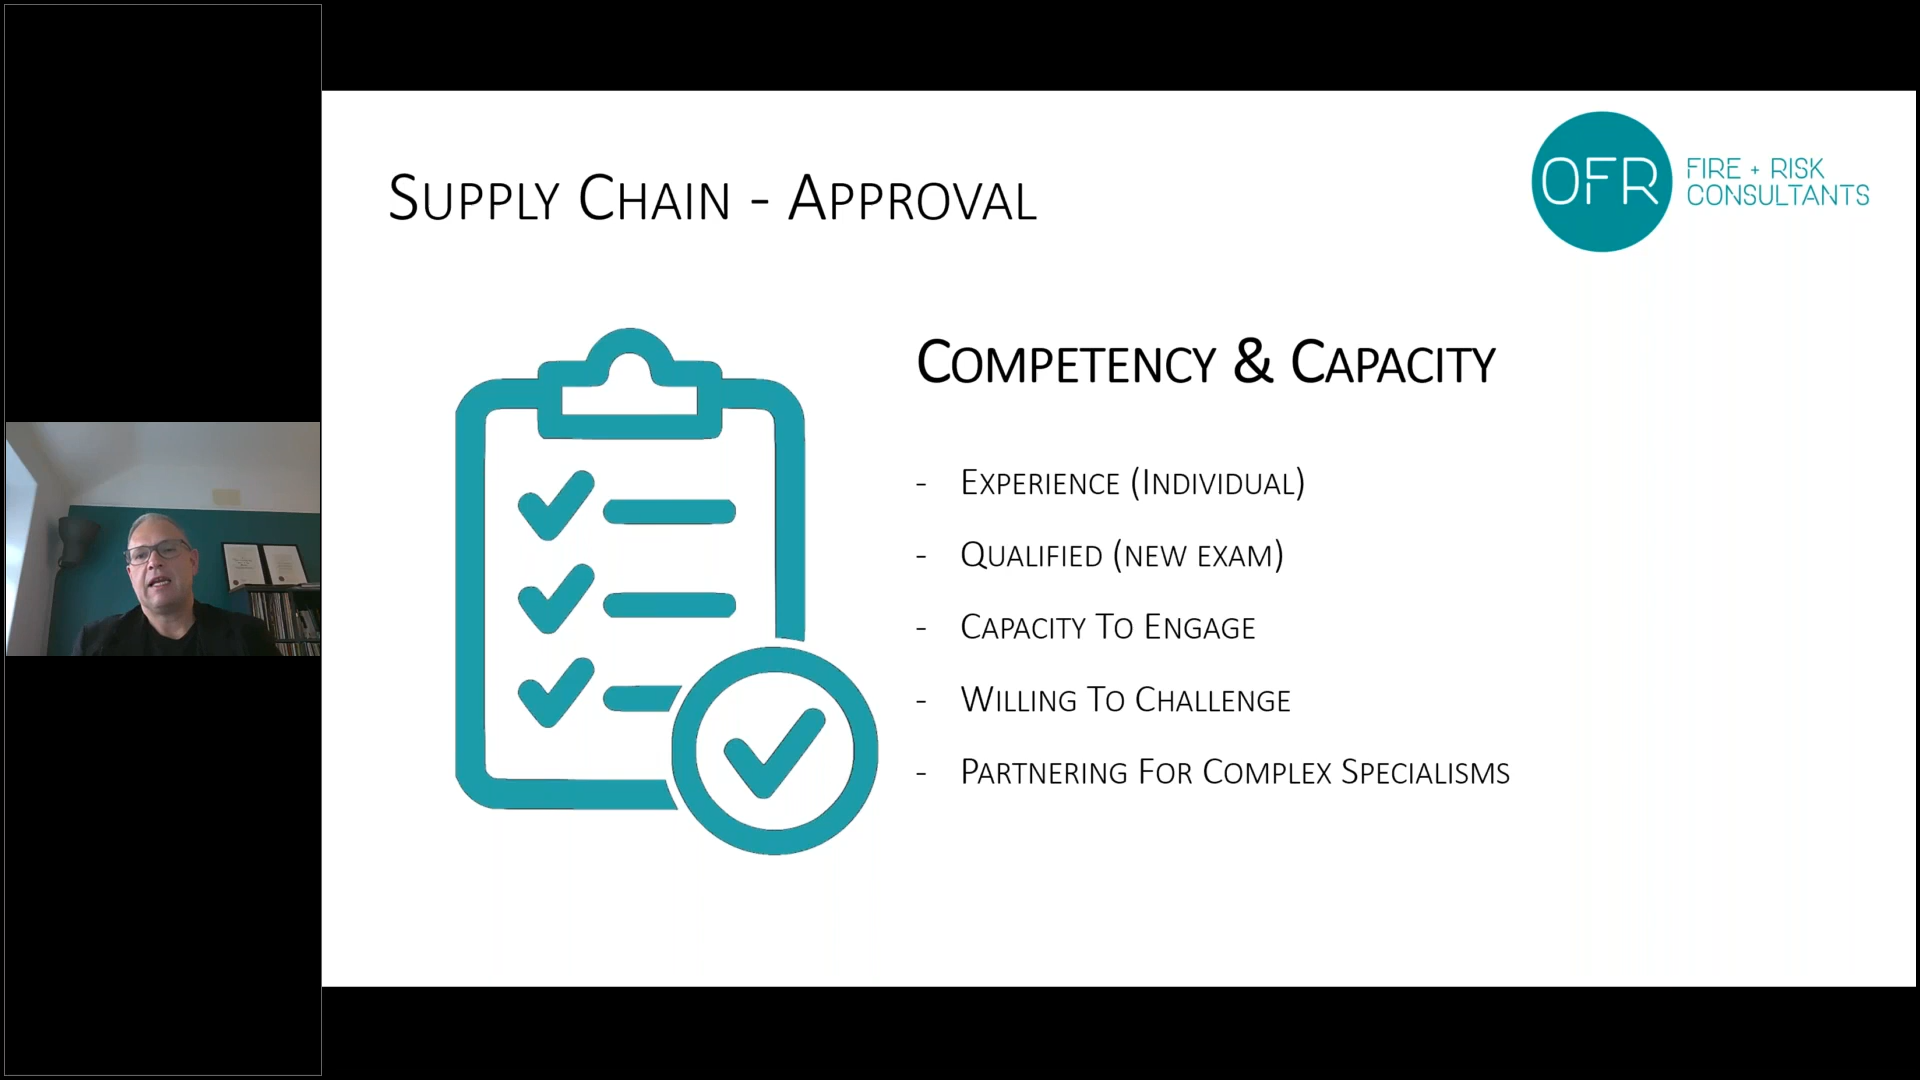 SUPPLY CHAIN - APPROVAL
OFR
FIRE + RISK
CONSULTANTS
COMPETENCY & CAPACITY
- EXPERIENCE (INDIVIDUAL)
- QUALIFIED (NEW EXAM)
- CAPACITY TO ENGAGE
- WILLING TO CHALLENGE
- PARTNERING FOR COMPLEX SPECIALISMS